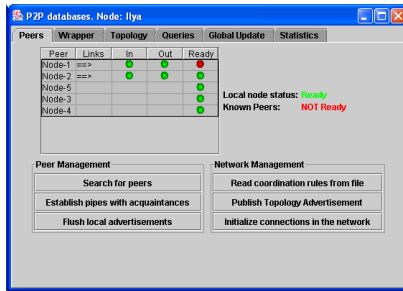 P2P databases. Node: Ilya
Peers Wrapper Topology Queries Global Update Statistics
Peer Links In Out Ready
Node-1 ==>
Node-2 ==>
Node-5
Node-3
Node-4
Local node status: Ready
Known Peers: NOT Ready
Peer Management
Search for peers
Establish pipes with acquaintances
Flush local advertisements
Network Management
Read coordination rules from file
Publish Topology Advertisement
Initialize connections in the network